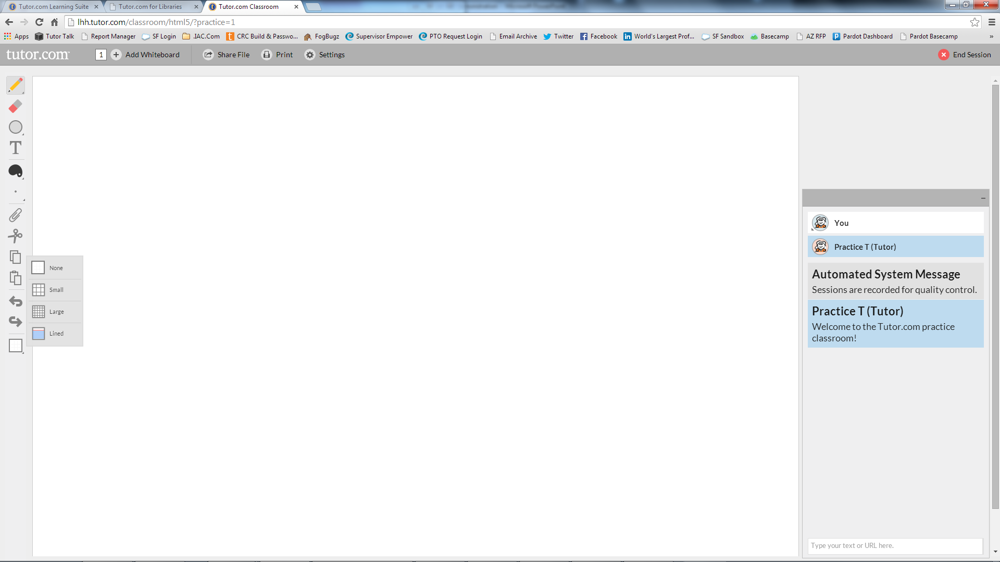 Tutor.com Learning Suite
Tutor.com for Libraries
Tutor.com Classroom
lhh.tutor.com/classroom/html5/?practice=1
Apps
Tutor Talk
Report Manager
SF Login
.IAC.Com
CRC Build & Passwo...
FogBugz
Supervisor Empower
PTO Request Login
Email Archive
Twitter
Facebook
World's Largest Prof...
SF Sandbox
Basecamp
AZ RFP
Pardot Dashboard
Pardot Basecamp
»
tutor.com
1
Add Whiteboard
Share File
Print
Settings
End Session
T
None
Small
Large
Lined
You
Practice T (Tutor)
Automated System Message
Sessions are recorded for quality control.
Practice T (Tutor)
Welcome to the Tutor.com practice
classroom!
Type your text or URL here.